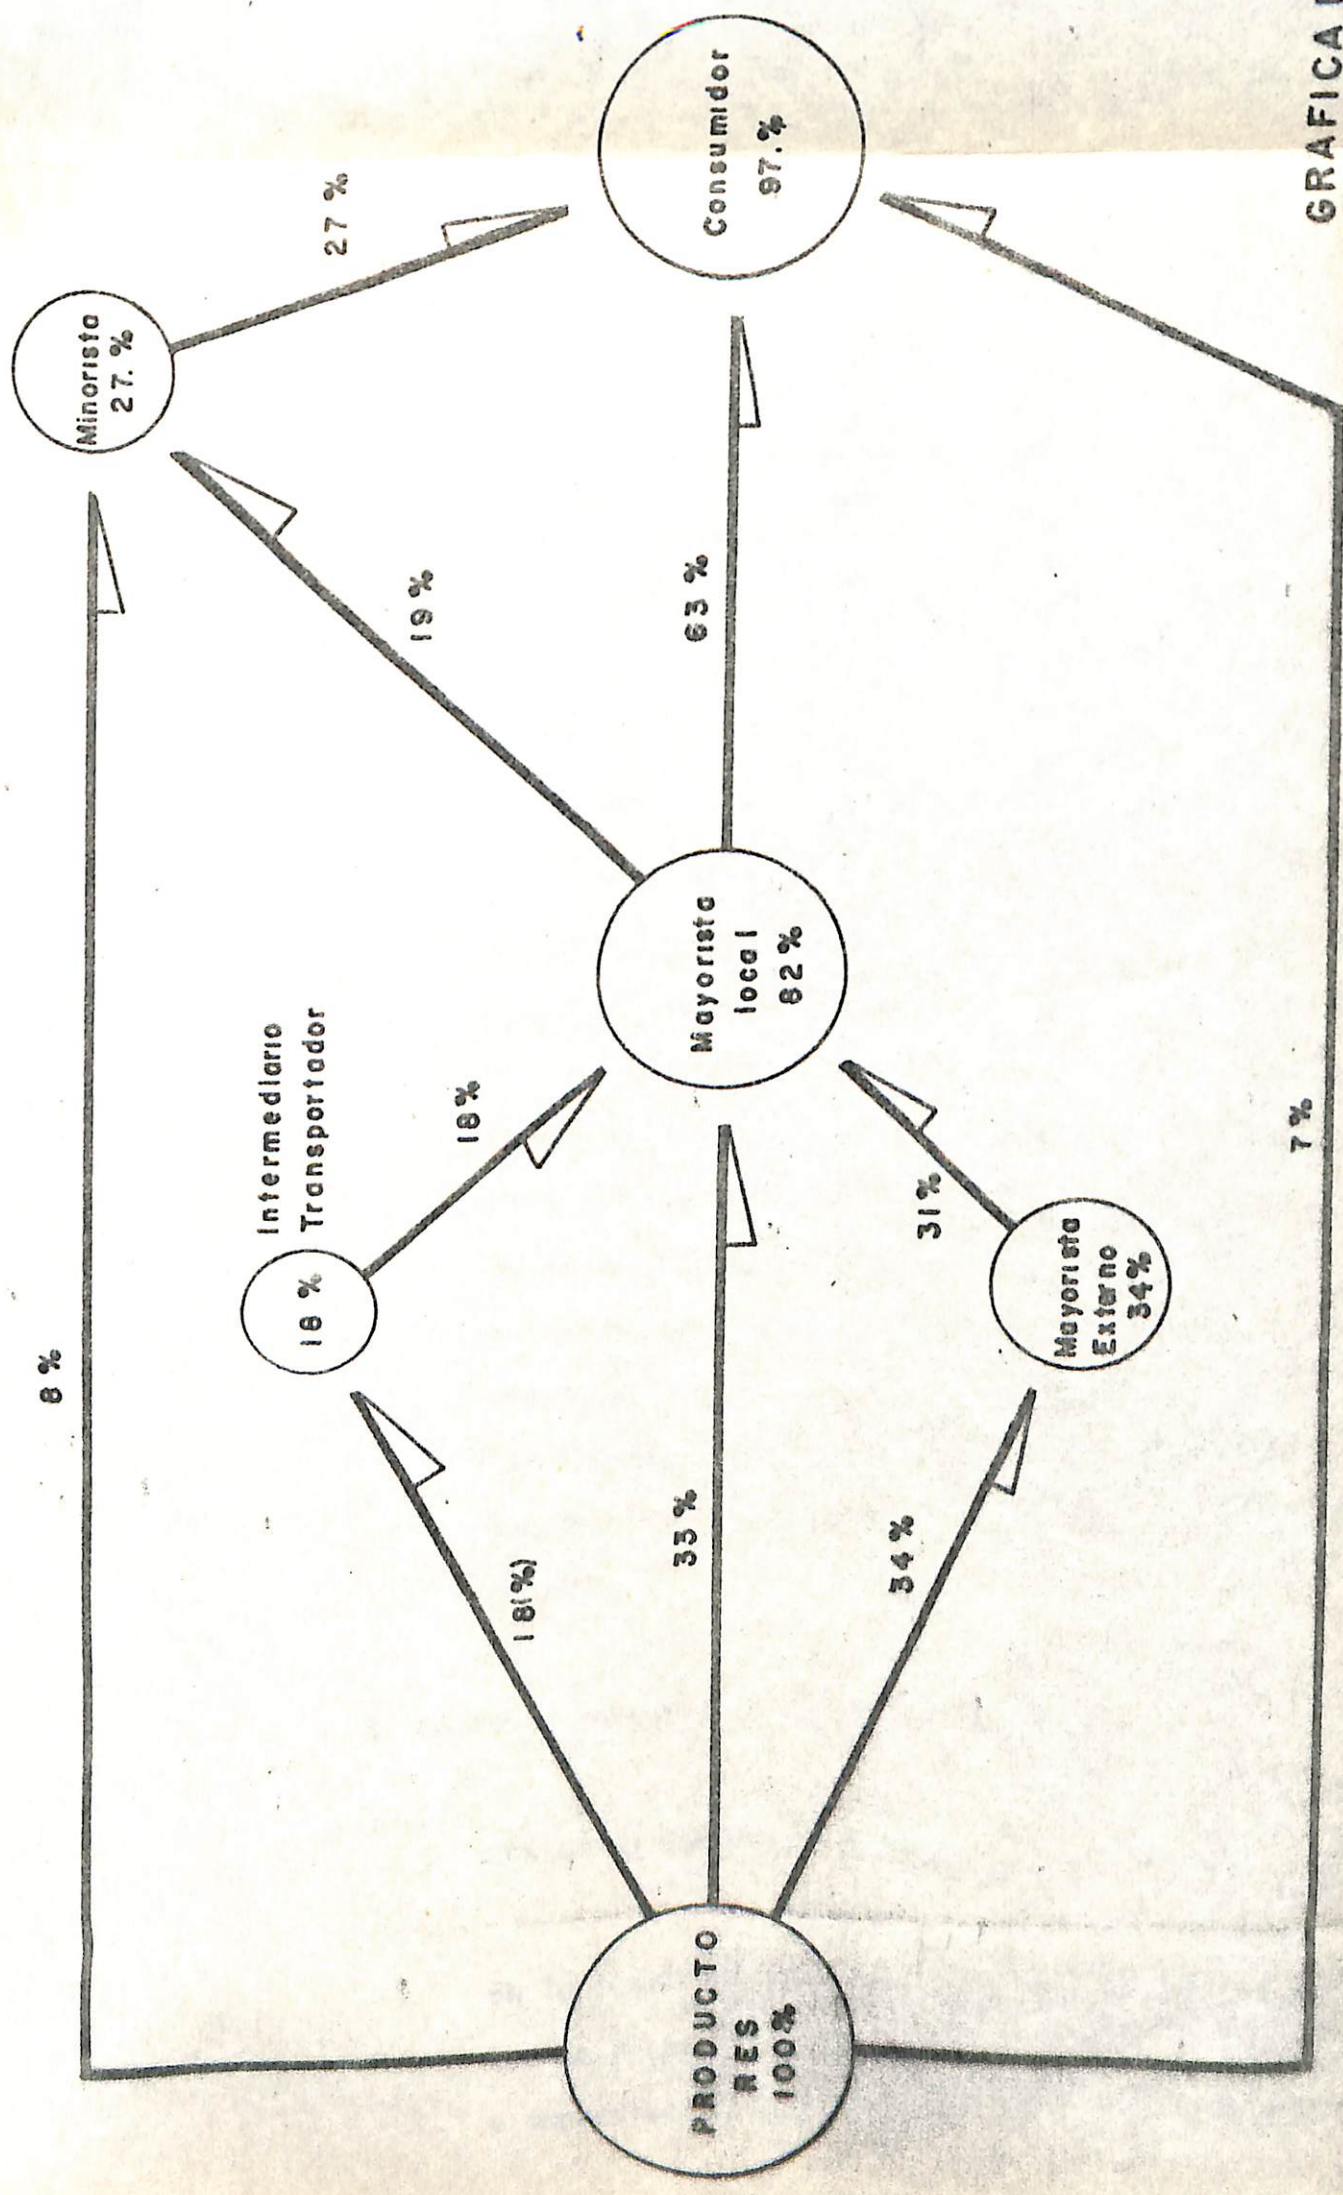 8 %
Minorista
27. %
27 %
Intermediario
Transportador
18 %
18 %
19 %
18(%)
PRODUCTO
RES
100%
33 %
Mayorista
local
82 %
63 %
Consumidor
97. %
34 %
Mayorista
Externo
34%
31%
7 %
GRAFICA